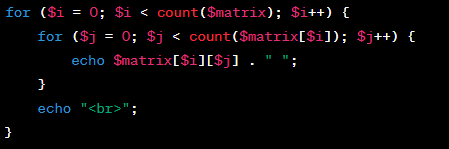 for ($i = 0; $i < count($matrix); $i++) {
    for ($j = 0; $j < count($matrix[$i]); $j++) {
        echo $matrix[$i][$j] . " ";
    }
    echo "<br>";
}